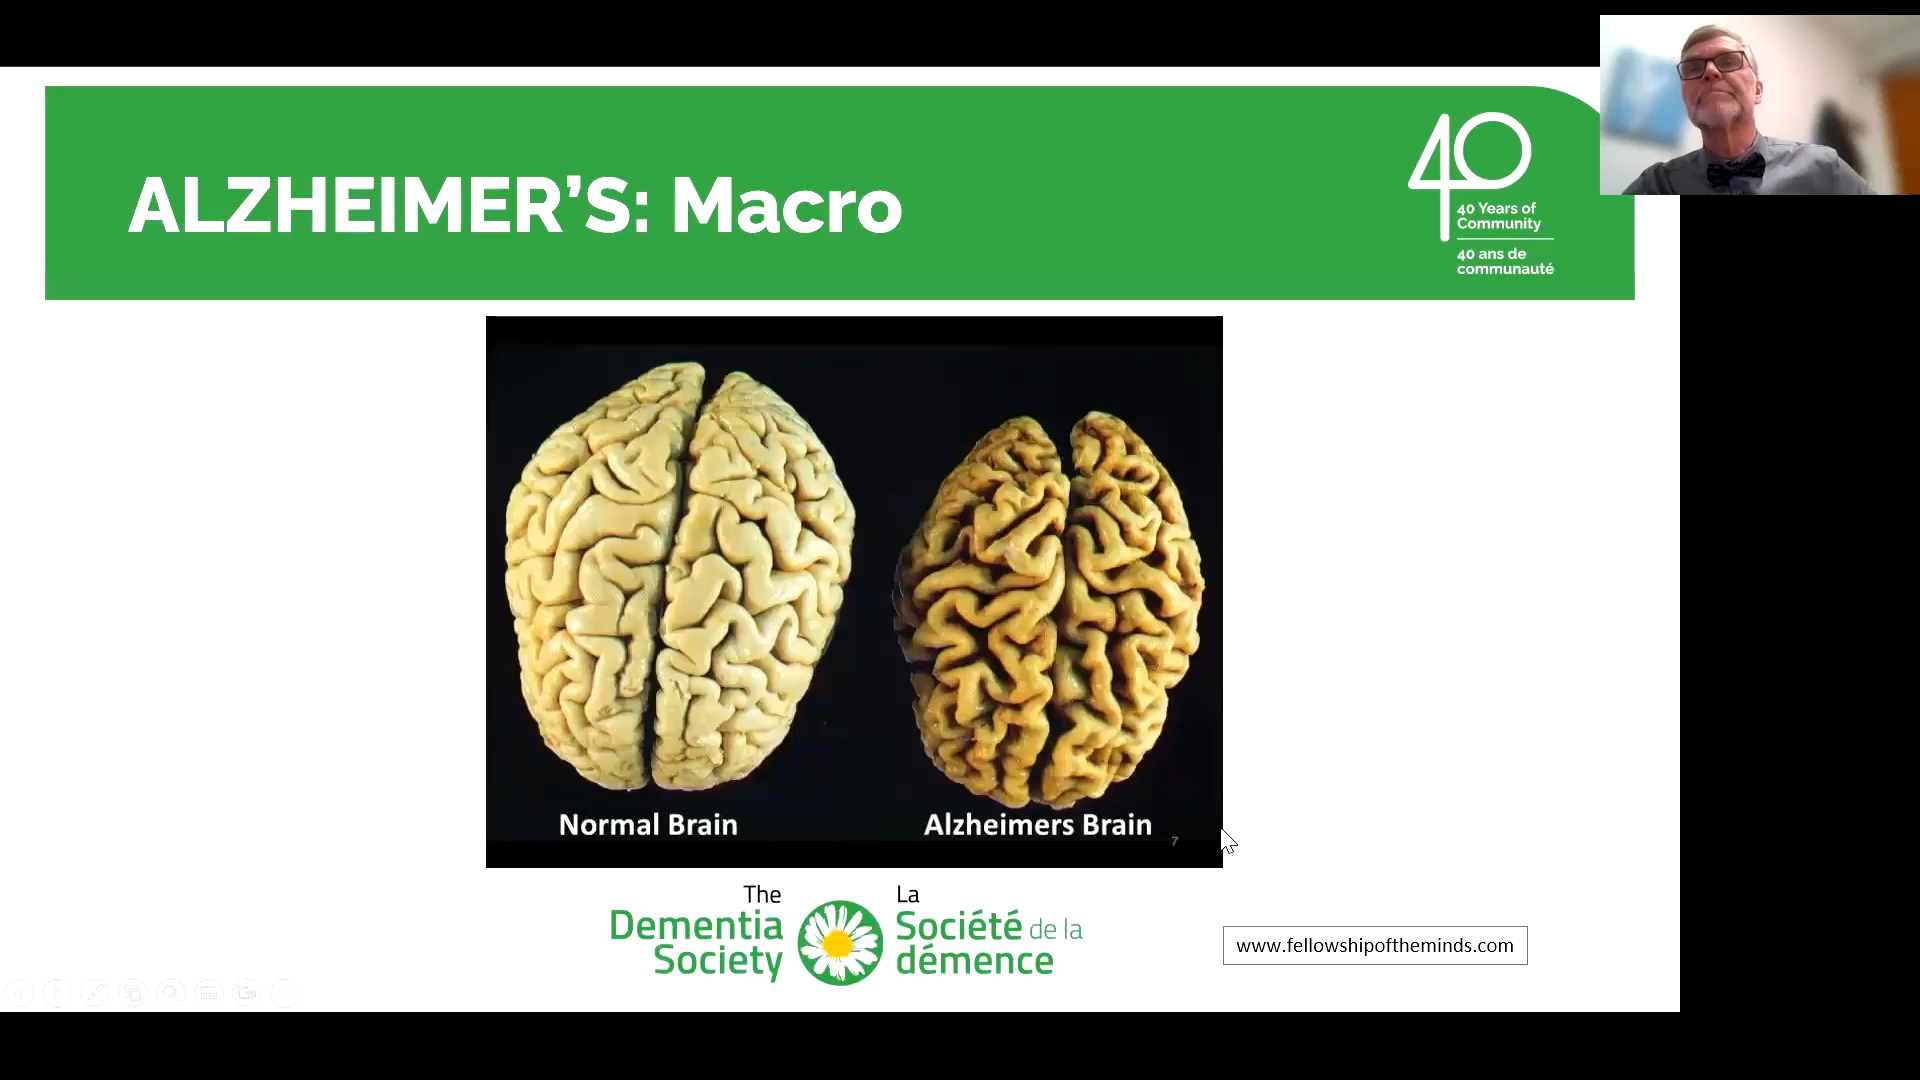 ALZHEIMER’S: Macro
40
40 Years of
Community
40 ans de
communauté
Normal Brain
Alzheimers Brain
7
The
Dementia
Society
La
Société de la
démence
www.fellowshipoftheminds.com